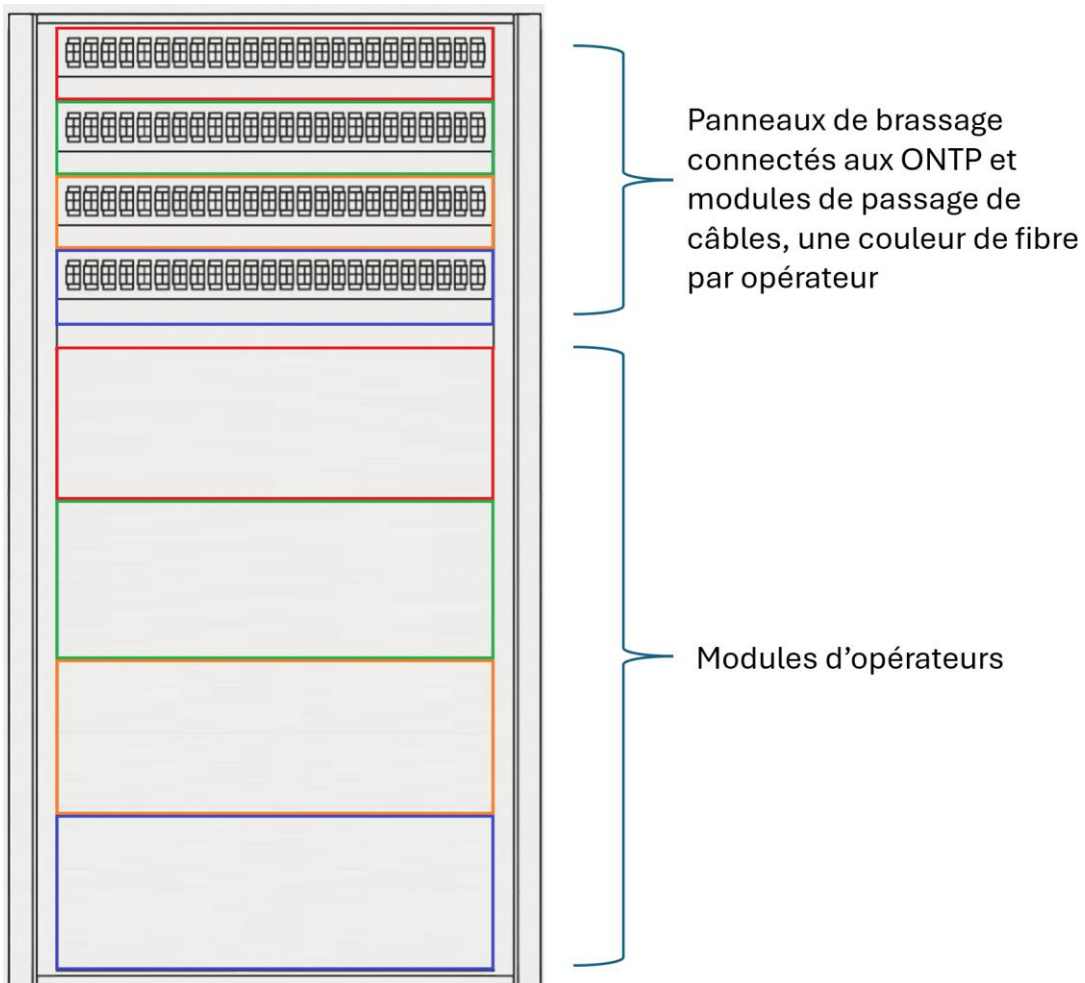 Panneaux de brassage
connectés aux ONTP et
modules de passage de
câbles, une couleur de fibre
par opérateur
Modules d’opérateurs